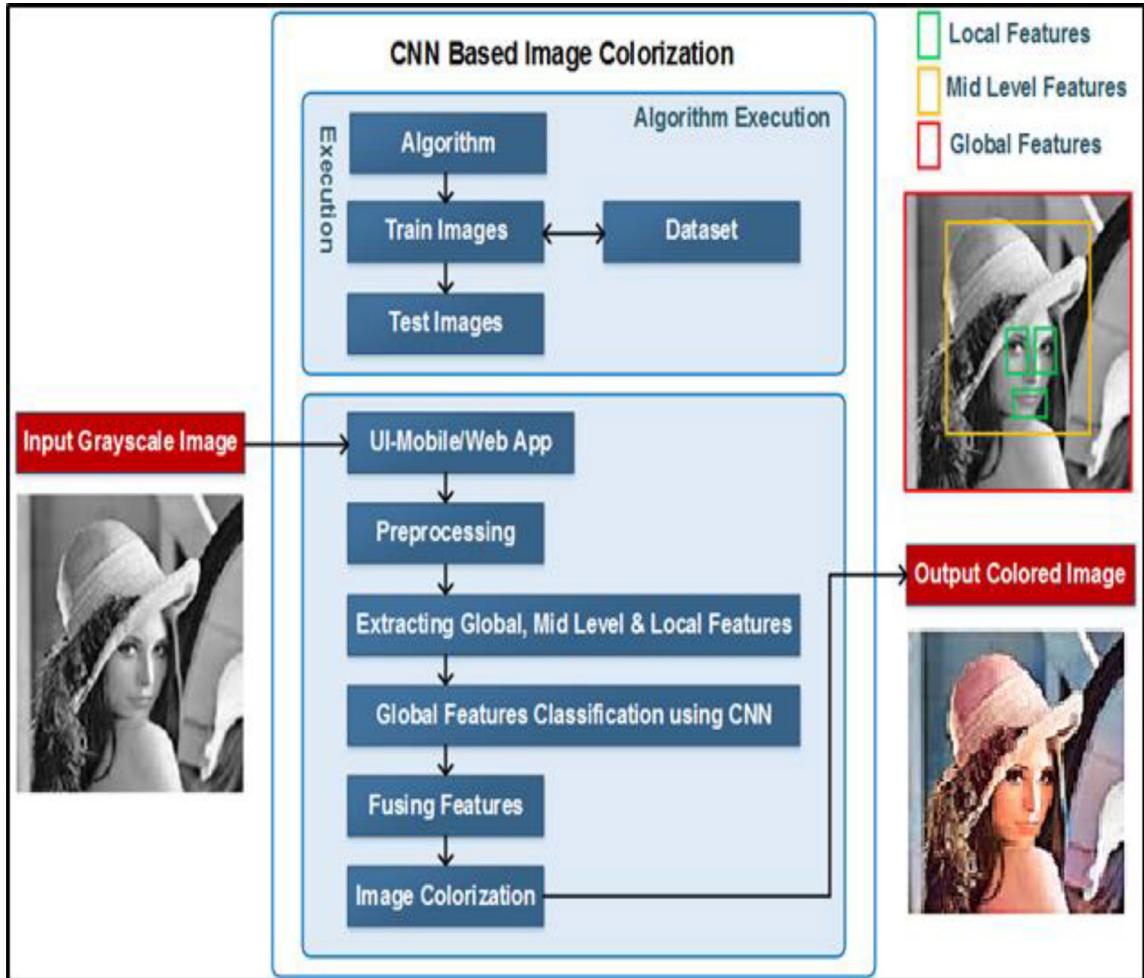 CNN Based Image Colorization
Algorithm Execution
Execution
Algorithm
Train Images
Dataset
Test Images
Input Grayscale Image
UI-Mobile/Web App
Preprocessing
Extracting Global, Mid Level & Local Features
Global Features Classification using CNN
Fusing Features
Image Colorization
Local Features
Mid Level Features
Global Features
Output Colored Image